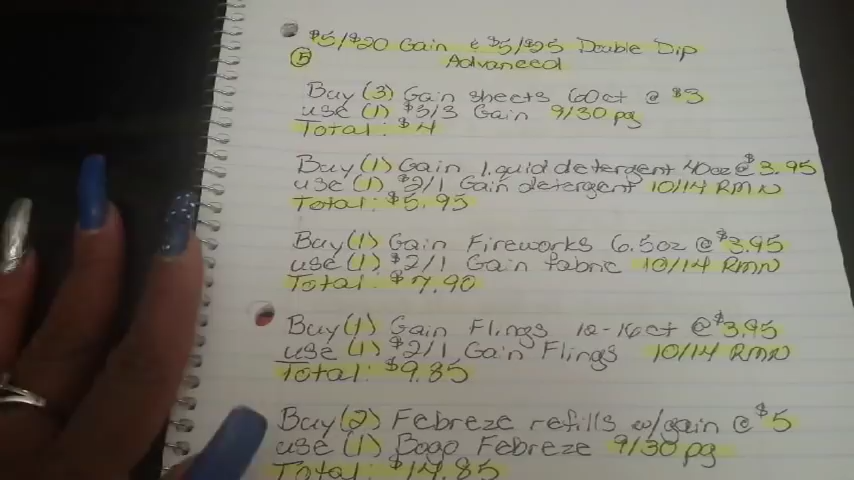 $5/$20 Gain & $5/$25 Double Dip
5 Advanced
Buy (3) Gain sheets 60ct @ $3
use (1) $5/3 Gain 9/30 pg
Total: $4
Buy (1) Gain liquid detergent 40oz @ $3.95
use (1) $2/1 Gain detergent 10/14 RMN
Total: $5.95
Buy (1) Gain Fireworks 6.5oz @ $3.95
use (1) $2/1 Gain fabric 10/14 RMN
Total: $7.90
Buy (1) Gain Flings 12-16ct @ $3.95
use (1) $2/1 Gain Flings 10/14 RMN
Total: $9.85
Buy (2) Febreze refills w/gain @ $5
use (1) Bogo Febreze 9/30 pg
Total: $14.85